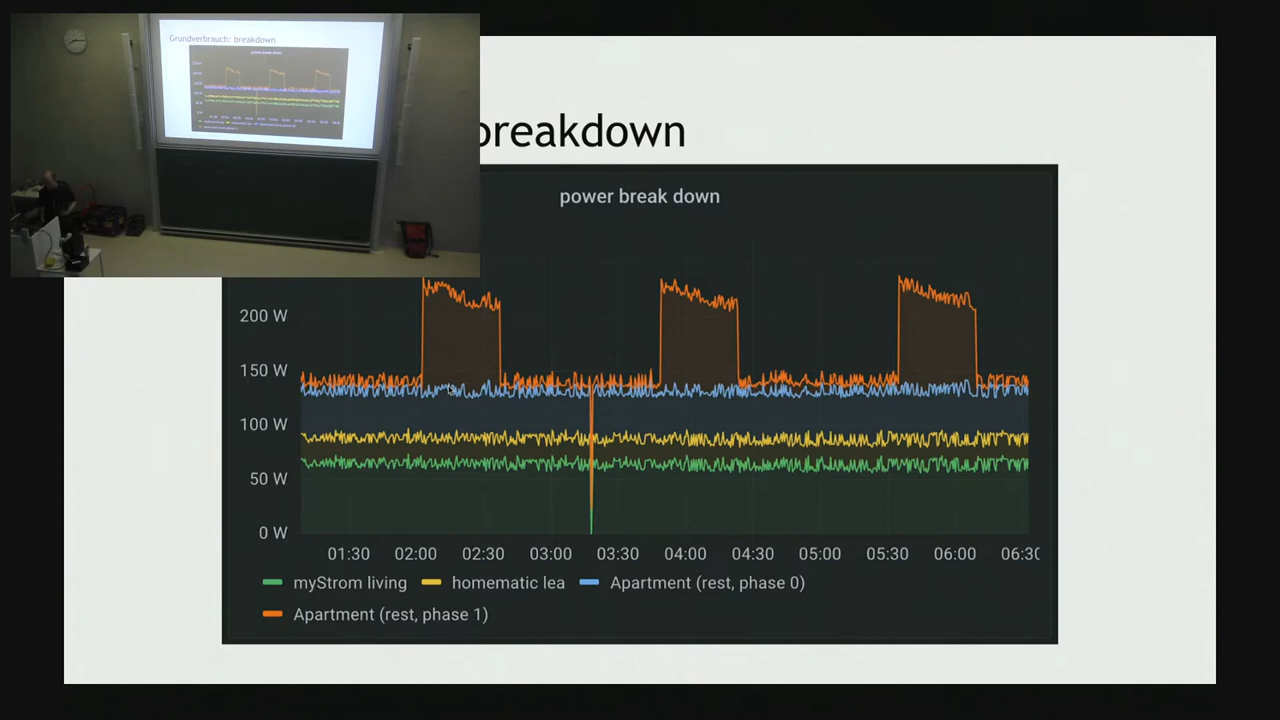 Grundverbrauch: breakdown
breakdown
power break down
200 W
150 W
100 W
50 W
0 W
01:30 02:00 02:30 03:00 03:30 04:00 04:30 05:00 05:30 06:00 06:30
myStrom living homematic lea Apartment (rest, phase 0)
Apartment (rest, phase 1)